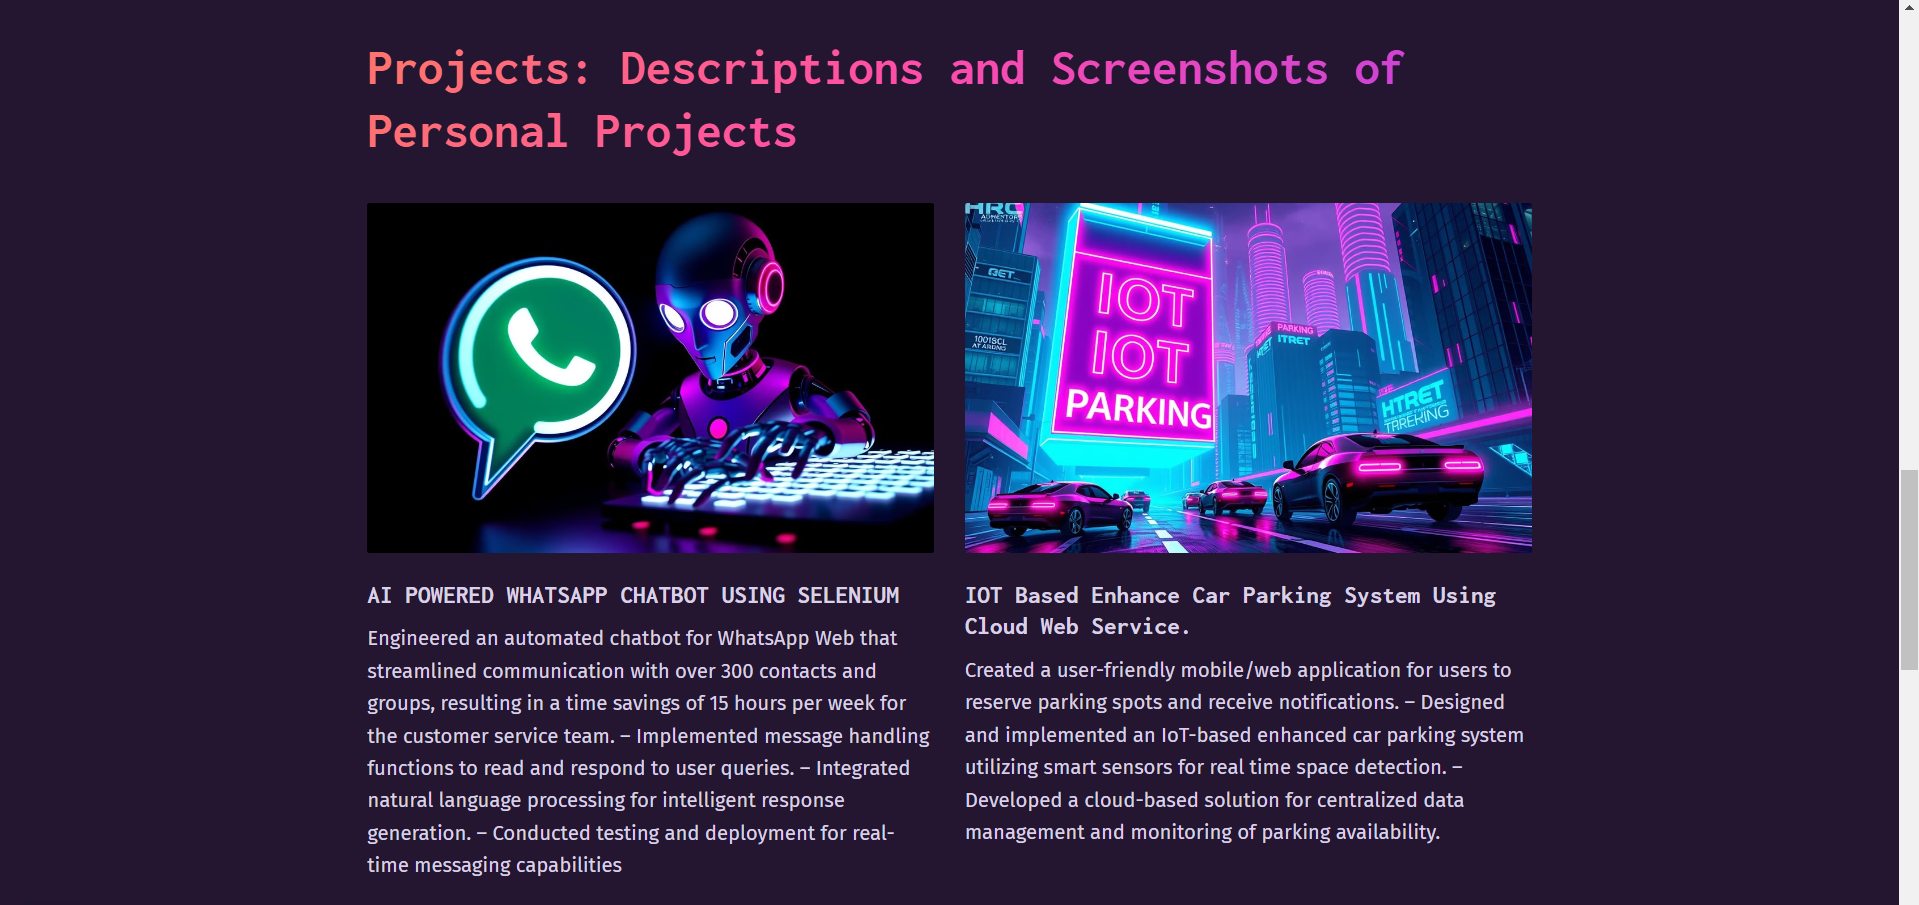 Projects: Descriptions and Screenshots of
Personal Projects
HRC
BET
1001SCL
IOT
IOT
PARKING
PARKING
ITRET
HTRET
AI POWERED WHATSAPP CHATBOT USING SELENIUM
Engineered an automated chatbot for WhatsApp Web that
streamlined communication with over 300 contacts and
groups, resulting in a time savings of 15 hours per week for
the customer service team. – Implemented message handling
functions to read and respond to user queries. – Integrated
natural language processing for intelligent response
generation. – Conducted testing and deployment for real-
time messaging capabilities
IOT Based Enhance Car Parking System Using
Cloud Web Service.
Created a user-friendly mobile/web application for users to
reserve parking spots and receive notifications. – Designed
and implemented an IoT-based enhanced car parking system
utilizing smart sensors for real time space detection. –
Developed a cloud-based solution for centralized data
management and monitoring of parking availability.